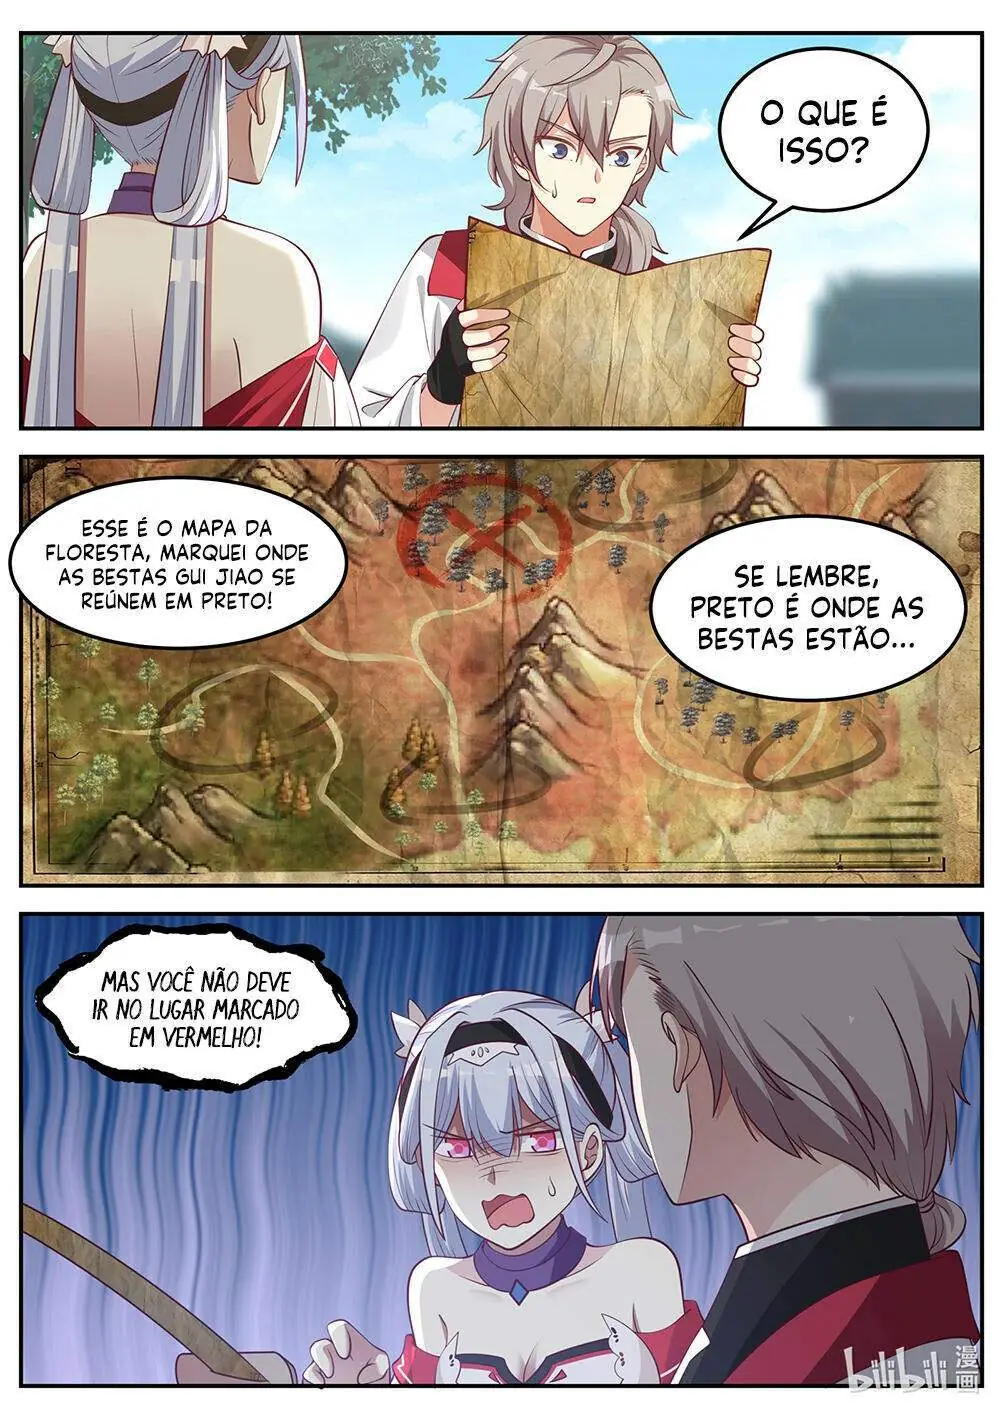 O QUE É
ISSO?
ESSE É O MAPA DA
FLORESTA, MARQUEI ONDE
AS BESTAS GUI JIAO SE
REÚNEM EM PRETO!
SE LEMBRE,
PRETO É ONDE AS
BESTAS ESTÃO...
MAS VOCÊ NÃO DEVE
IR NO LUGAR MARCADO
EM VERMELHO!
bilibili 漫画